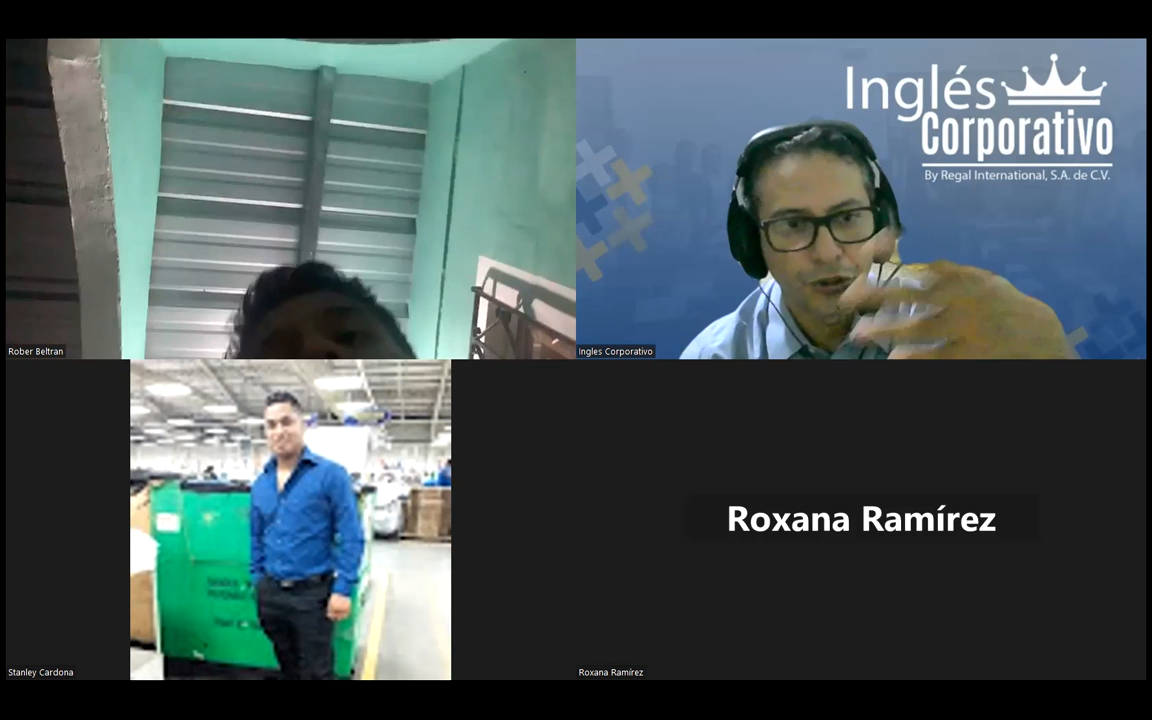 Inglés
Corporativo
By Regal International, S.A. de C.V.
Rober Beltran
Ingles Corporativo
Roxana Ramírez
Stanley Cardona
Roxana Ramírez